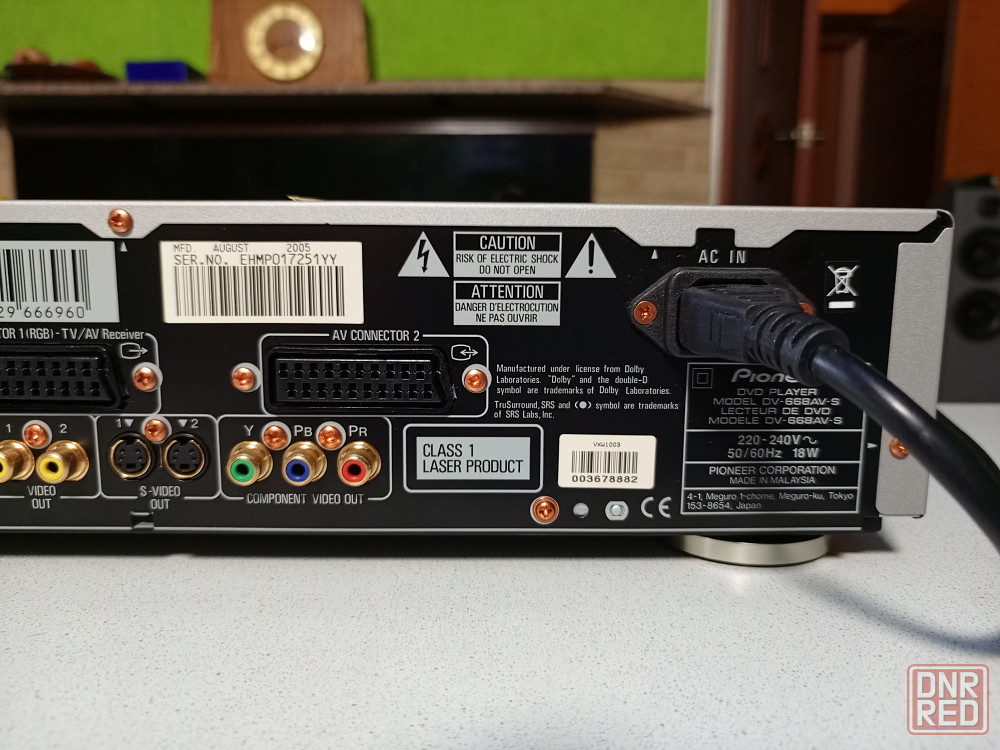 MFD. AUGUST 2005
SER.NO. EHMP017251YY
29 666960
CAUTION
RISK OF ELECTRIC SHOCK
DO NOT OPEN
ATTENTION
DANGER D'ELECTROCUTION
NE PAS OUVRIR
AC IN
TOR 1(RGB)-TV/AV Receiver
AV CONNECTOR 2
Manufactured under license from Dolby
Laboratories. "Dolby" and the double-D
symbol are trademarks of Dolby Laboratories.
TruSurround, SRS and (●) symbol are trademarks
of SRS Labs, Inc.
1 2
VIDEO
OUT
1 2
S-VIDEO
OUT
Y PB PR
COMPONENT VIDEO OUT
CLASS 1
LASER PRODUCT
VXW1003
003678882
CE
Pione
DVD PLAYER
MODEL DV-668AV-S
LECTEUR DE DVD
MODELE DV-668AV-S
220-240V~
50/60Hz 18W
PIONEER CORPORATION
MADE IN MALAYSIA
4-1, Meguro 1-chome, Meguro-ku, Tokyo
153-8654, Japan
DNR
RED